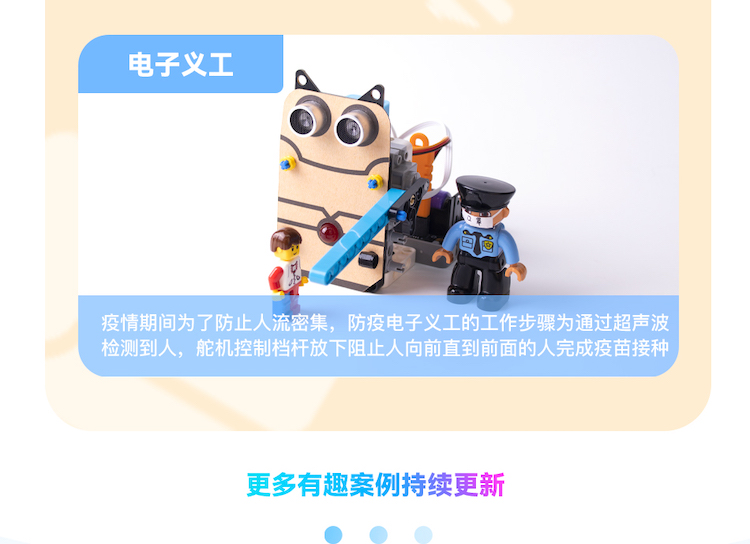 电子义工
疫情期间为了防止人流密集，防疫电子义工的工作步骤为通过超声波
检测到人，舵机控制档杆放下阻止人向前直到前面的人完成疫苗接种
更多有趣案例持续更新